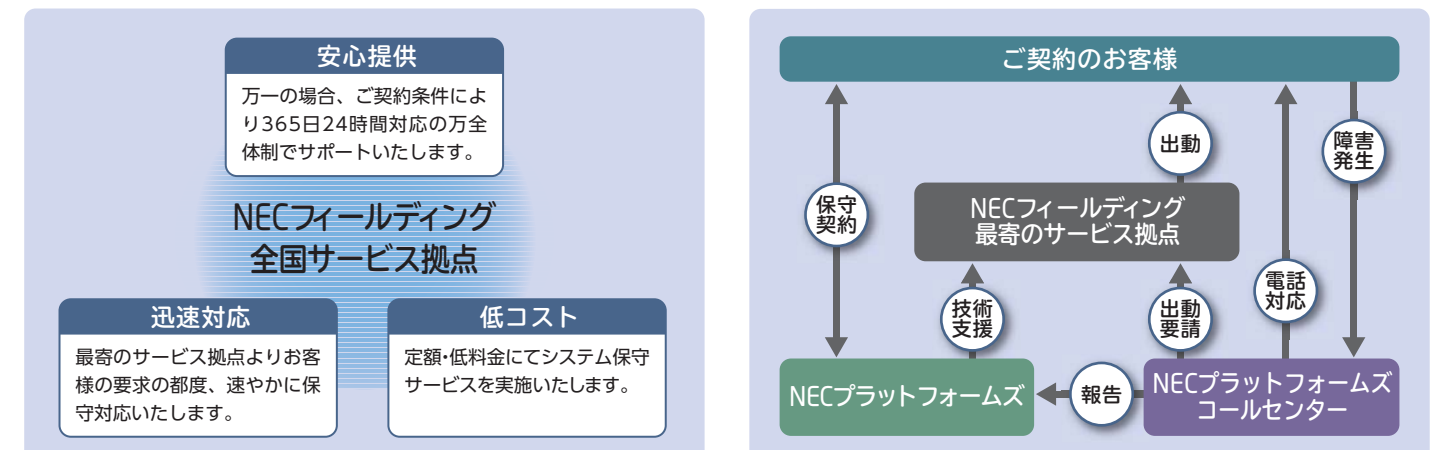 安心提供
万一の場合、ご契約条件によ
り365日24時間対応の万全
体制でサポートいたします。
NECフィールディング
全国サービス拠点
迅速対応
最寄のサービス拠点よりお客
様の要求の都度、速やかに保
守対応いたします。
低コスト
定額・低料金にてシステム保守
サービスを実施いたします。
ご契約のお客様
出動
障害
発生
保守
契約
NECフィールディング
最寄のサービス拠点
電話
対応
技術
支援
出動
要請
NECプラットフォームズ
報告
NECプラットフォームズ
コールセンター